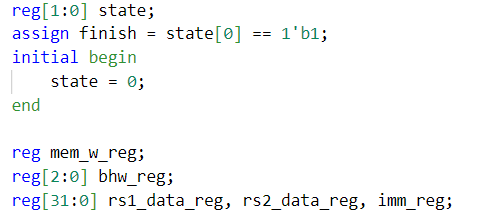 reg[1:0] state;
assign finish = state[0] == 1'b1;
initial begin
    state = 0;
end

reg mem_w_reg;
reg[2:0] bhw_reg;
reg[31:0] rs1_data_reg, rs2_data_reg, imm_reg;